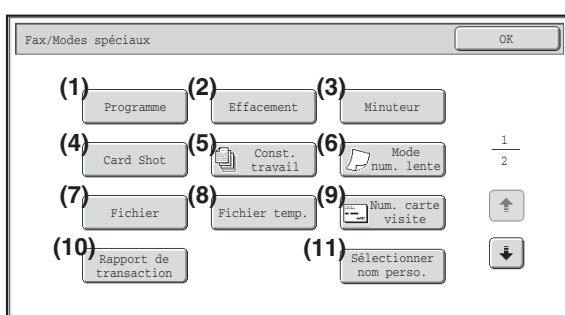 Fax/Modes spéciaux OK
(1) Programme (2) Effacement (3) Minuteur
(4) Card Shot (5) Const. travail (6) Mode num. lente
1
2
(7) Fichier (8) Fichier temp. (9) Num. carte visite
(10) Rapport de transaction (11) Sélectionner nom perso.